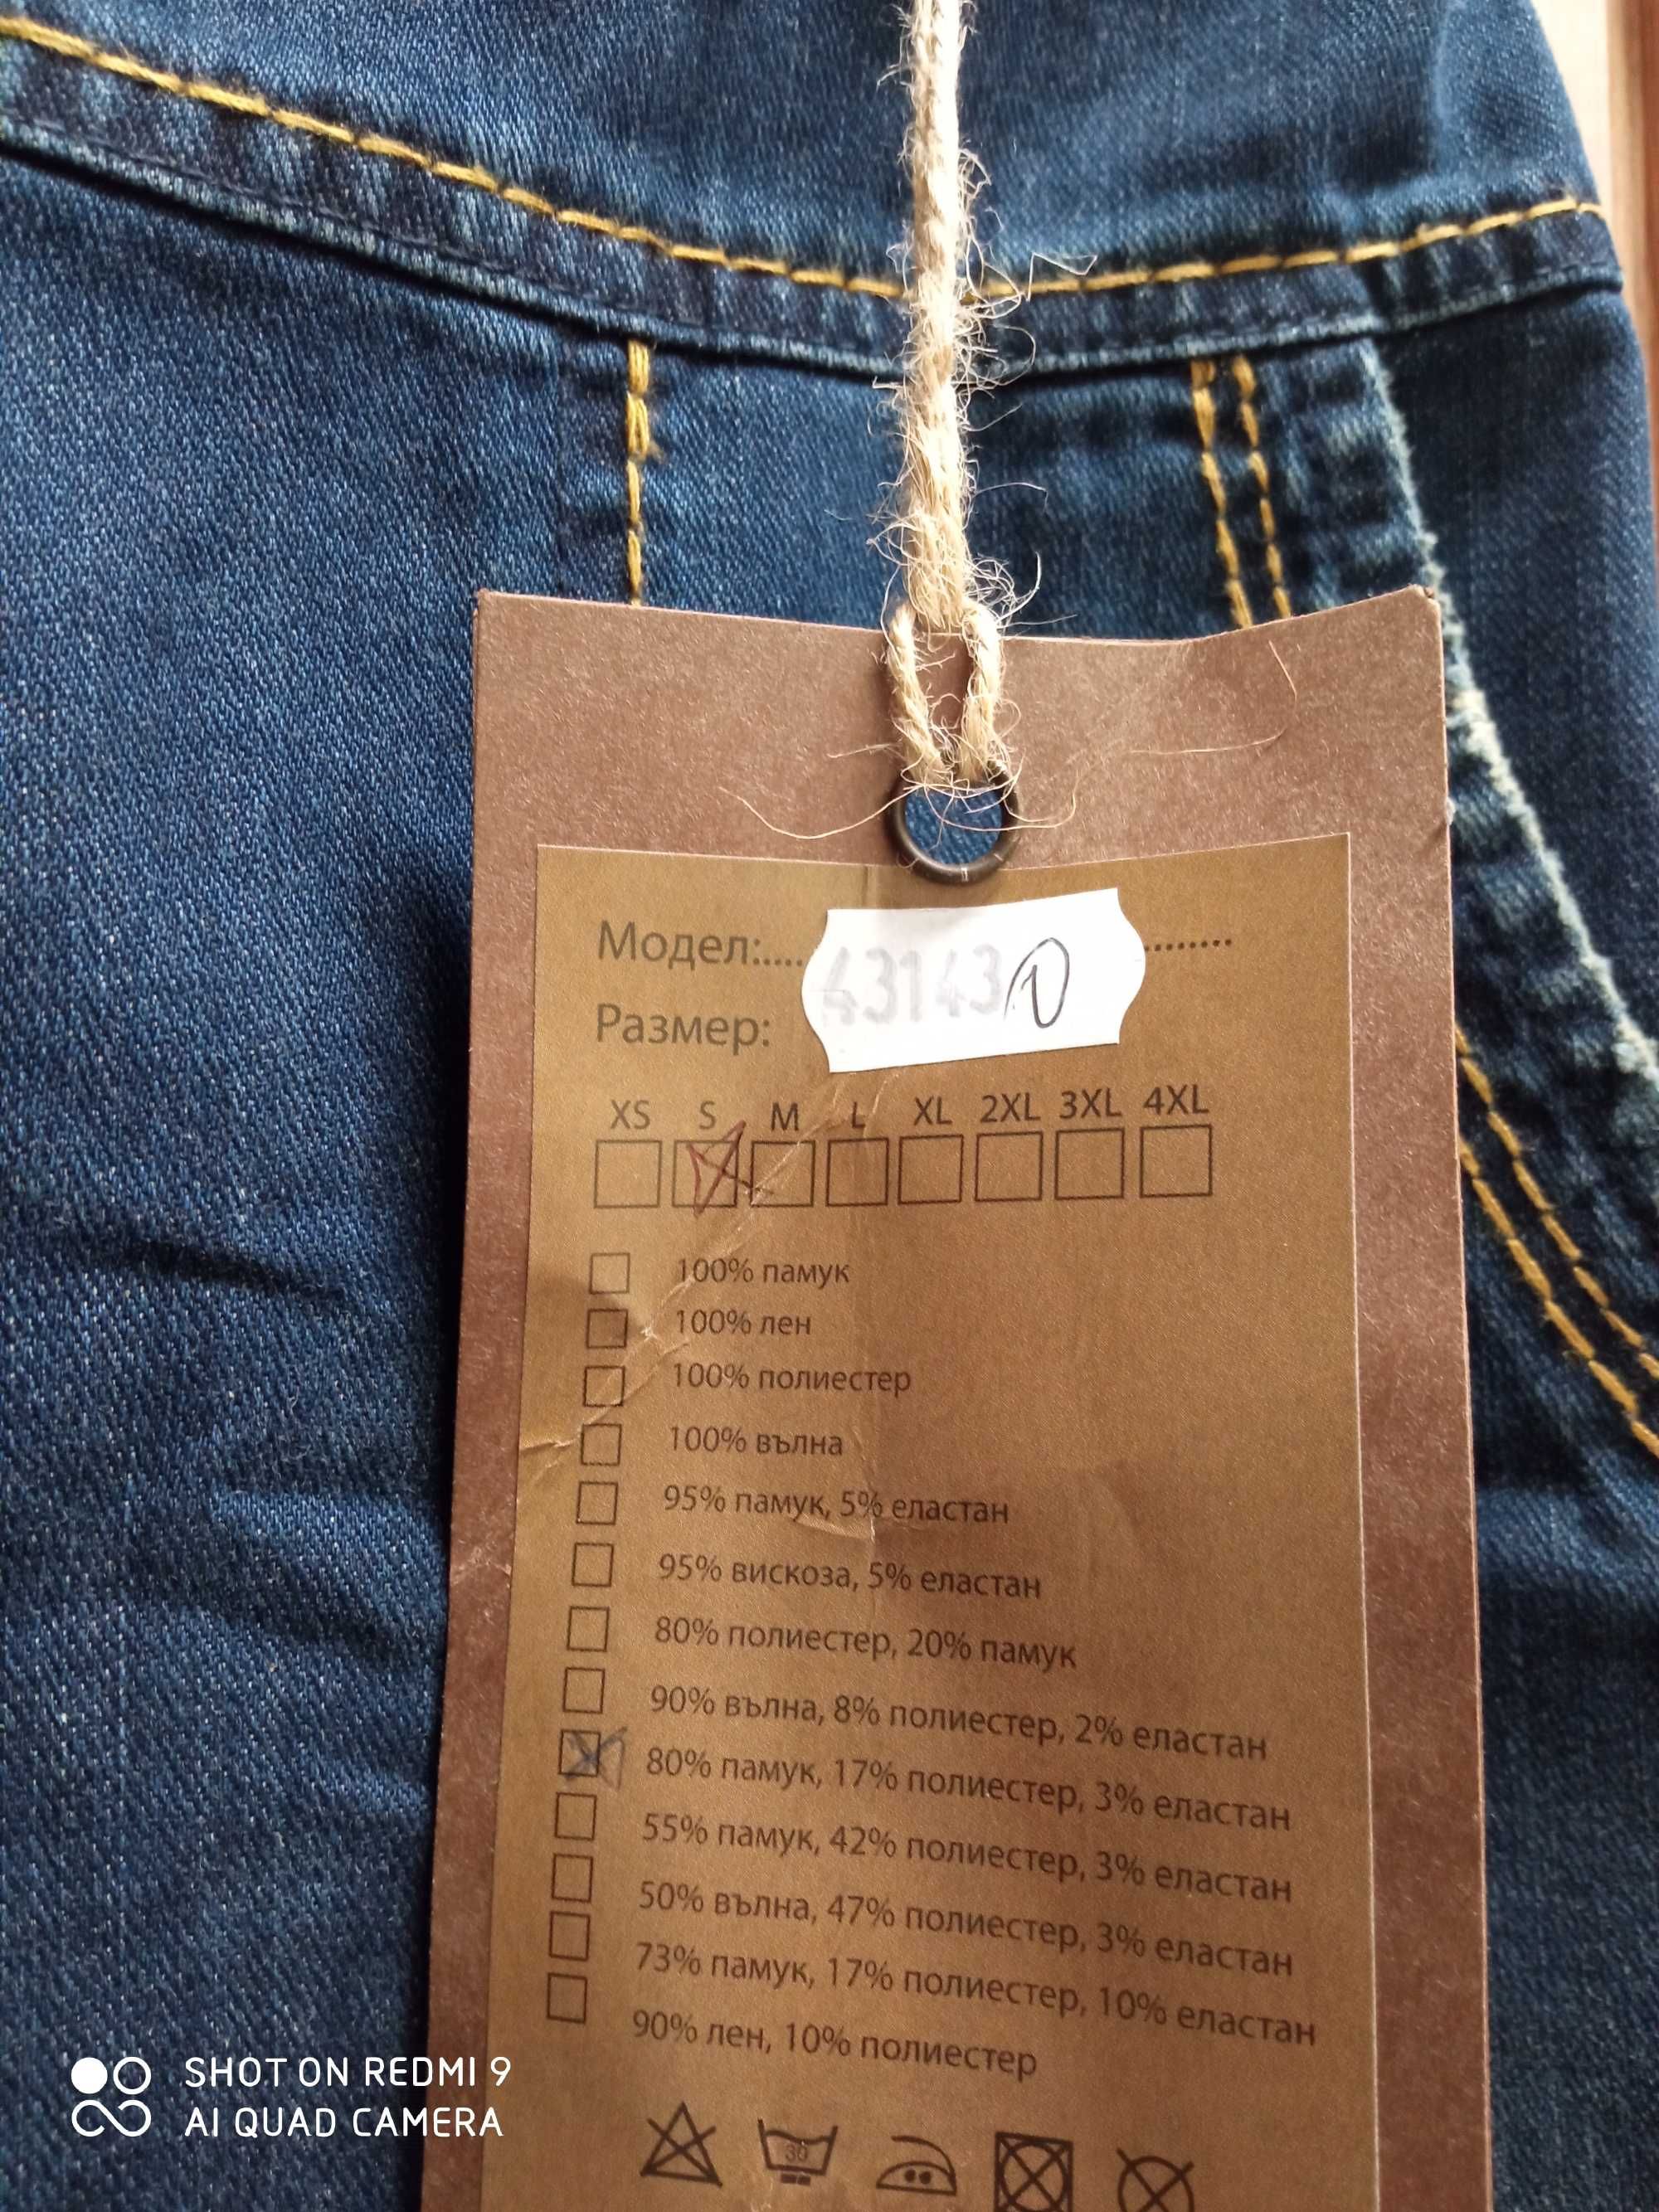 Модел:..............
43143 1
Размер:
XS S M L XL 2XL 3XL 4XL
100% памук
100% лен
100% полиестер
100% вълна
95% памук, 5% еластан
95% вискоза, 5% еластан
80% полиестер, 20% памук
90% вълна, 8% полиестер, 2% еластан
80% памук, 17% полиестер, 3% еластан
55% памук, 42% полиестер, 3% еластан
50% вълна, 47% полиестер, 3% еластан
73% памук, 17% полиестер, 10% еластан
90% лен, 10% полиестер
30
SHOT ON REDMI 9
AI QUAD CAMERA